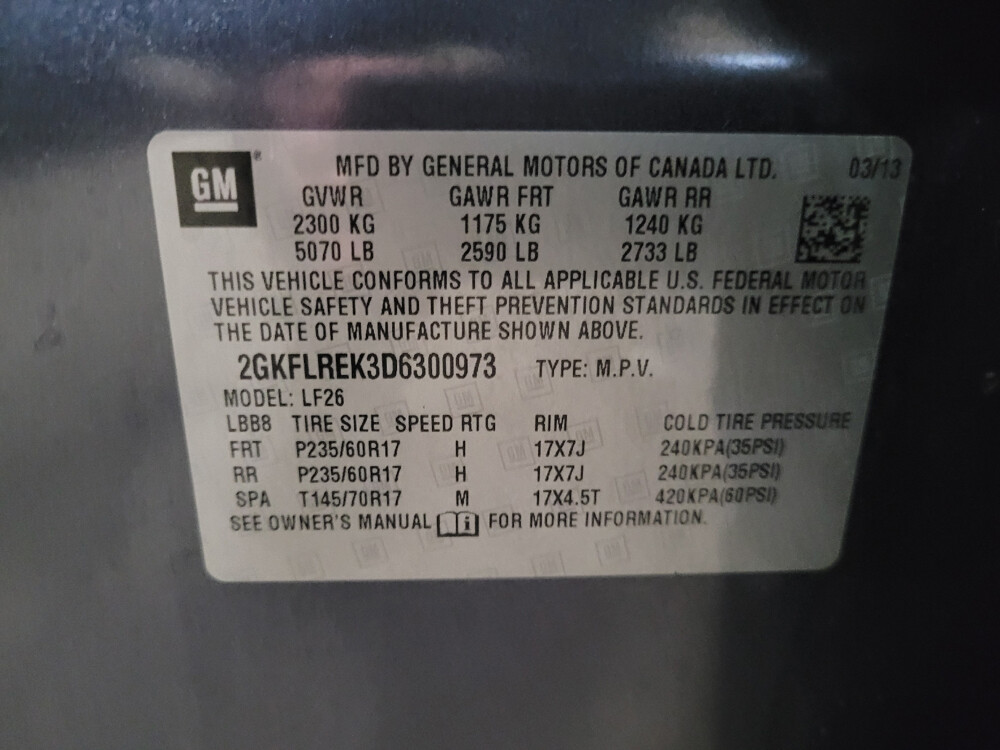 GM® MFD BY GENERAL MOTORS OF CANADA LTD. 03/13
GVWR GAWR FRT GAWR RR
2300 KG 1175 KG 1240 KG
5070 LB 2590 LB 2733 LB
THIS VEHICLE CONFORMS TO ALL APPLICABLE U.S. FEDERAL MOTOR
VEHICLE SAFETY AND THEFT PREVENTION STANDARDS IN EFFECT ON
THE DATE OF MANUFACTURE SHOWN ABOVE.
2GKFLREK3D6300973 TYPE: M.P.V.
MODEL: LF26
LBB8 TIRE SIZE SPEED RTG RIM COLD TIRE PRESSURE
FRT P235/60R17 H 17X7J 240KPA(35PSI)
RR P235/60R17 H 17X7J 240KPA(35PSI)
SPA T145/70R17 M 17X4.5T 420KPA(60PSI)
SEE OWNER'S MANUAL i FOR MORE INFORMATION.